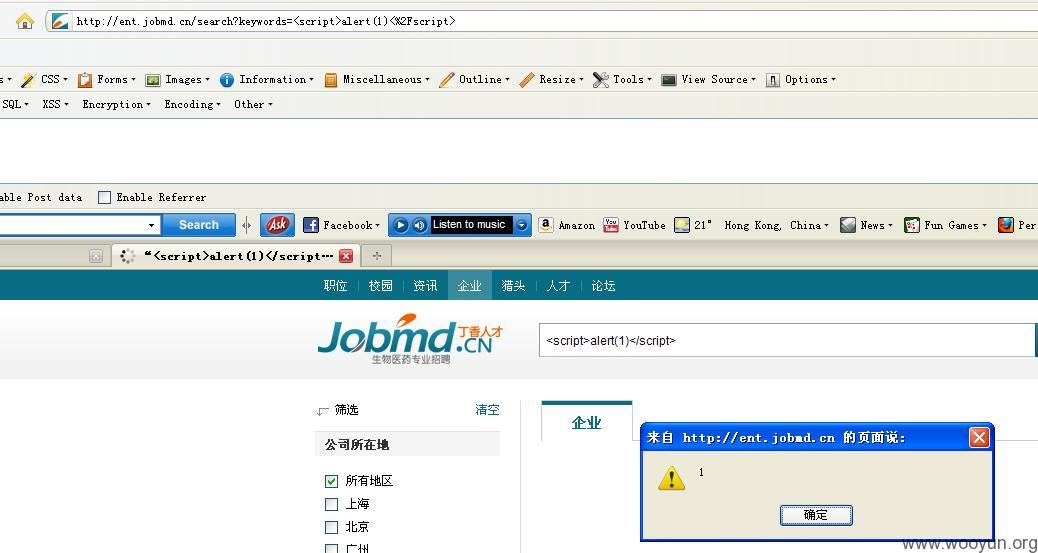 http://ent.jobmd.cn/search?keywords=<script>alert(1)<%2Fscript>
s CSS Forms Images Information Miscellaneous Outline Resize Tools View Source Options
SQL XSS Encryption Encoding Other
able Post data Enable Referrer
Search Ask Facebook Listen to music Amazon YouTube 21° Hong Kong, China News Fun Games Per
“<script>alert(1)</script…
职位 校园 资讯 企业 猎头 人才 论坛
Jobmd.CN 丁香人才
生物医药专业招聘
<script>alert(1)</script>
筛选 清空
企业
公司所在地
来自 http://ent.jobmd.cn 的页面说:
1
所有地区
上海
确定
北京
广州
www.wooyun.org